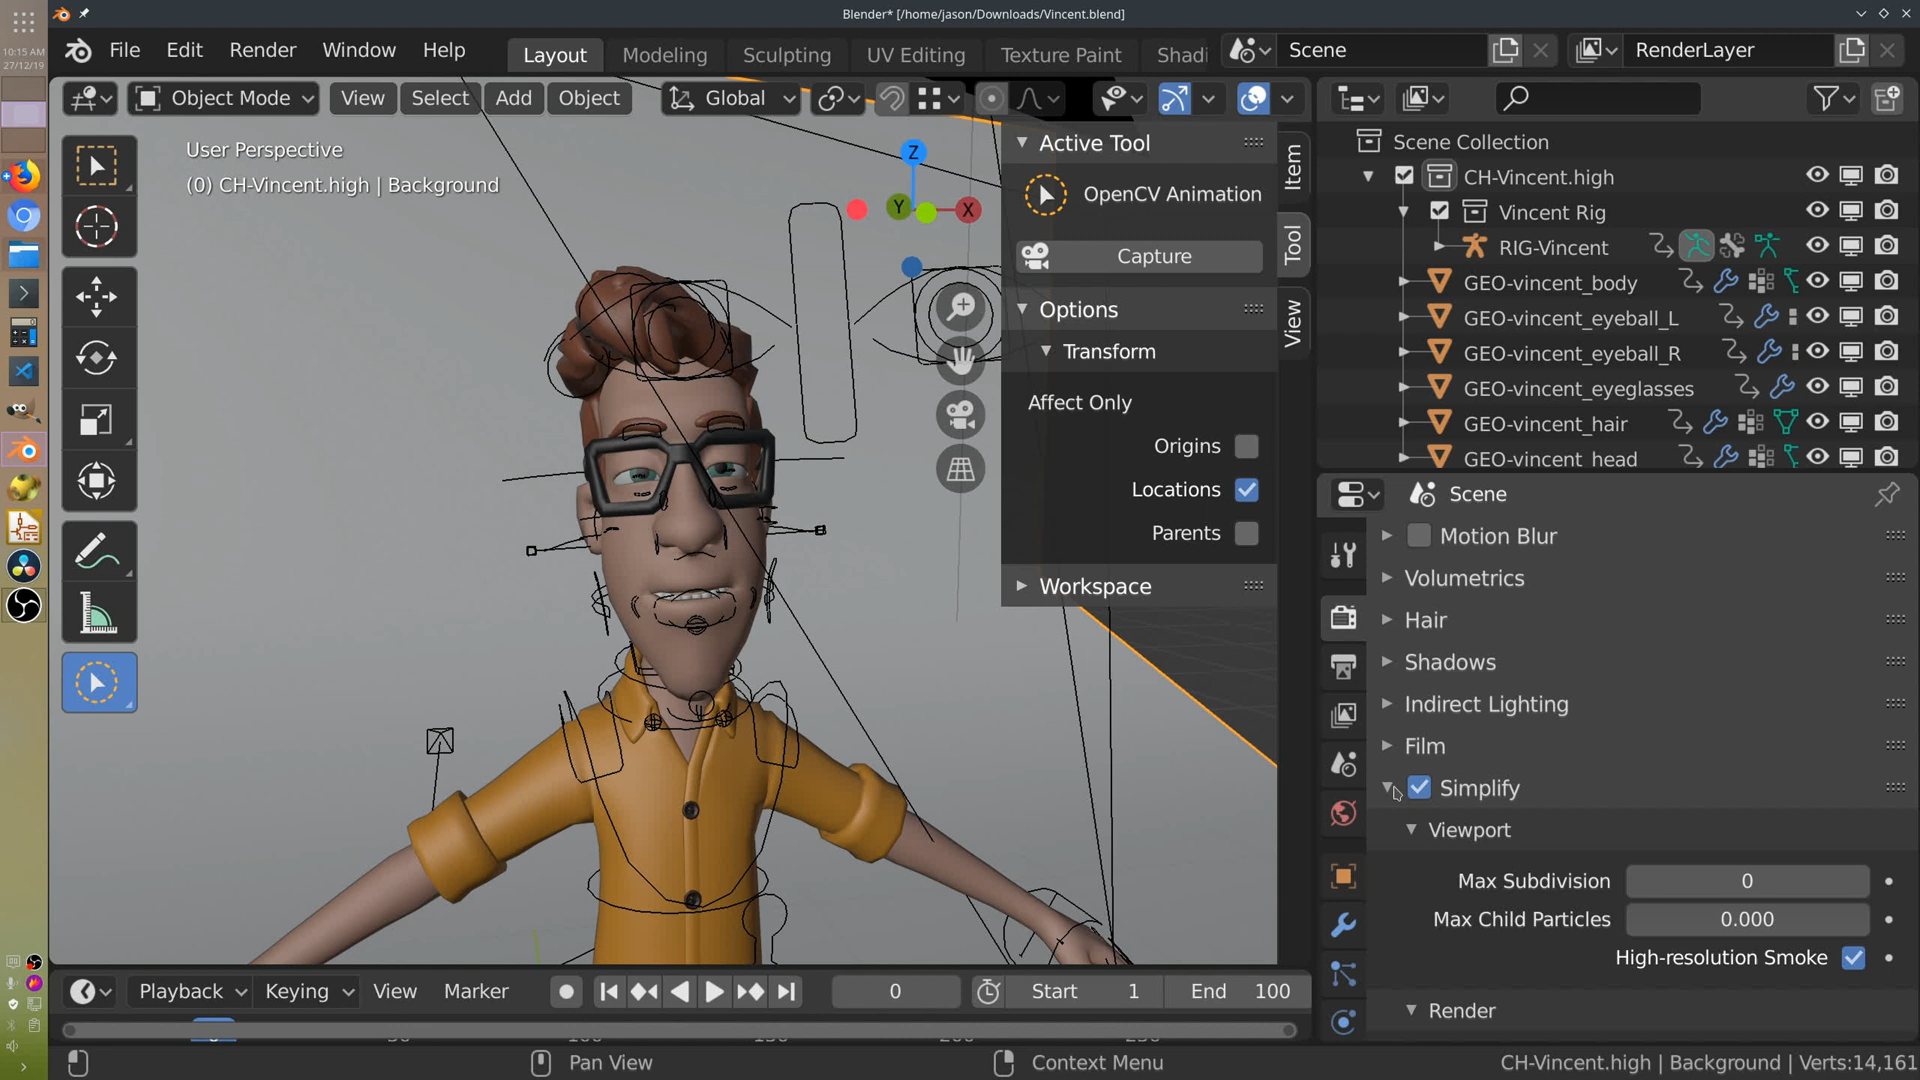 Blender* [/home/jason/Downloads/Vincent.blend]
10:15 AM
27/12/19
File Edit Render Window Help
Layout Modeling Sculpting UV Editing Texture Paint Shadi
Scene
RenderLayer
Object Mode View Select Add Object
Global
User Perspective
(0) CH-Vincent.high | Background
Z
Y
X
Active Tool
OpenCV Animation
Capture
Options
Transform
Affect Only
Origins
Locations
Parents
Workspace
Item
Tool
View
Scene Collection
CH-Vincent.high
Vincent Rig
RIG-Vincent
GEO-vincent_body
GEO-vincent_eyeball_L
GEO-vincent_eyeball_R
GEO-vincent_eyeglasses
GEO-vincent_hair
GEO-vincent_head
Scene
Motion Blur
Volumetrics
Hair
Shadows
Indirect Lighting
Film
Simplify
Viewport
Max Subdivision 0
Max Child Particles 0.000
High-resolution Smoke
Render
Playback Keying View Marker
0
Start 1
End 100
Pan View
Context Menu
CH-Vincent.high | Background | Verts:14,161